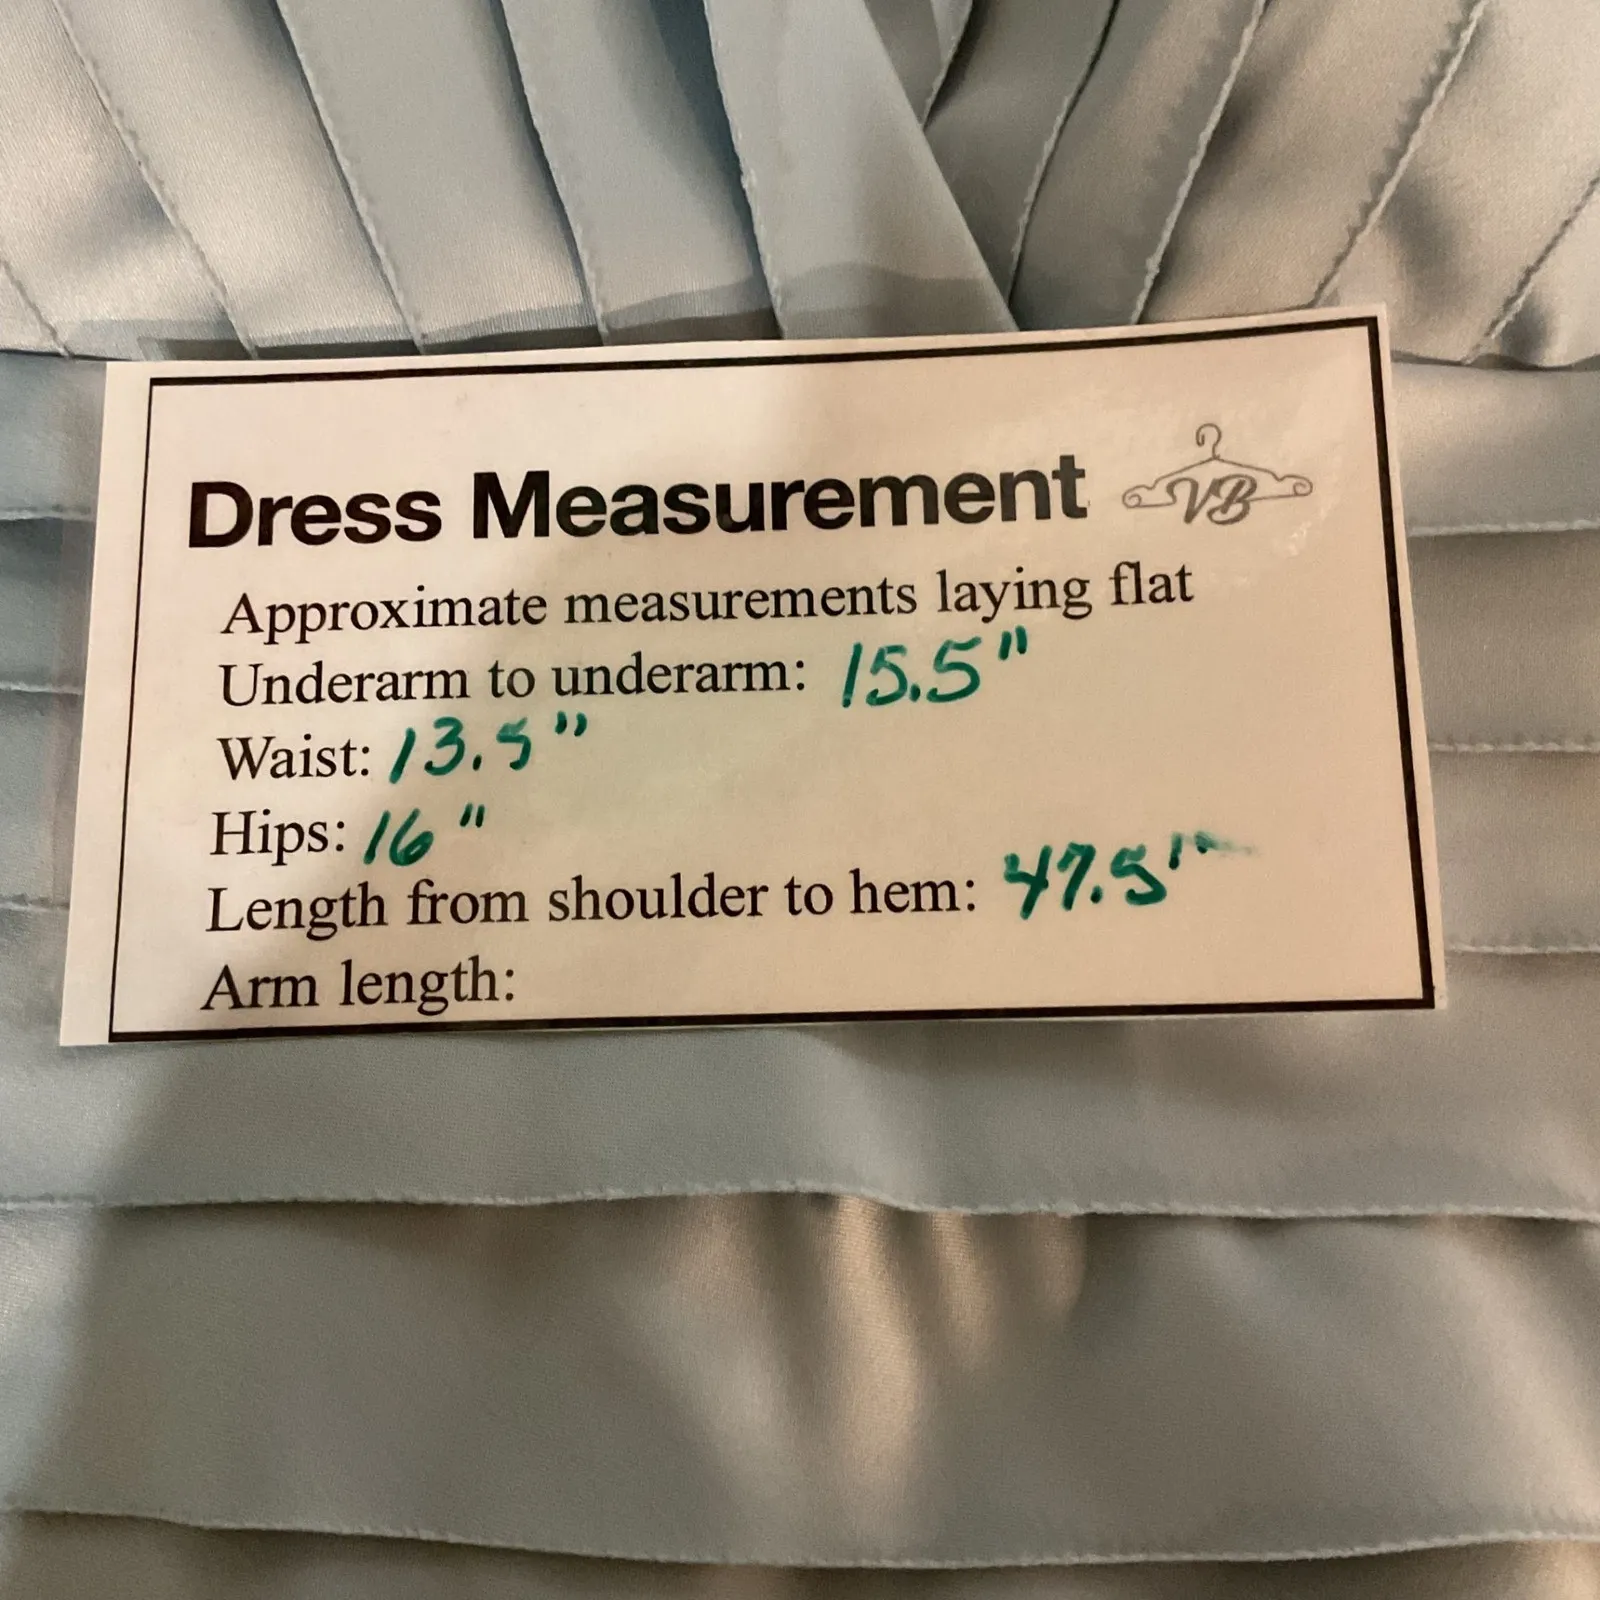 Dress Measurement VB
Approximate measurements laying flat
Underarm to underarm: 15.5"
Waist: 13.5"
Hips: 16"
Length from shoulder to hem: 47.5"
Arm length: